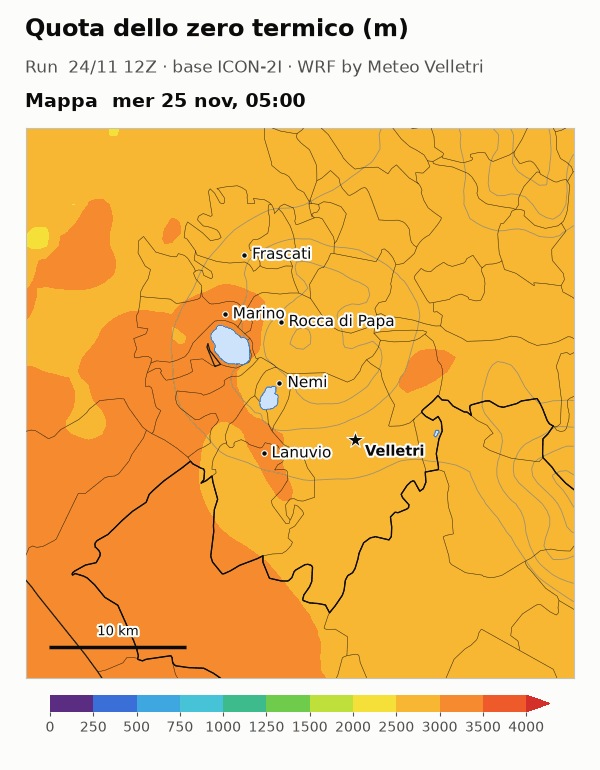 Quota dello zero termico (m)
Run  24/11 12Z · base ICON-2I · WRF by Meteo Velletri
Mappa  mer 25 nov, 05:00
Frascati
Marino
Rocca di Papa
Nemi
Velletri
Lanuvio
10 km
0 250 500 750 1000 1250 1500 2000 2500 3000 3500 4000